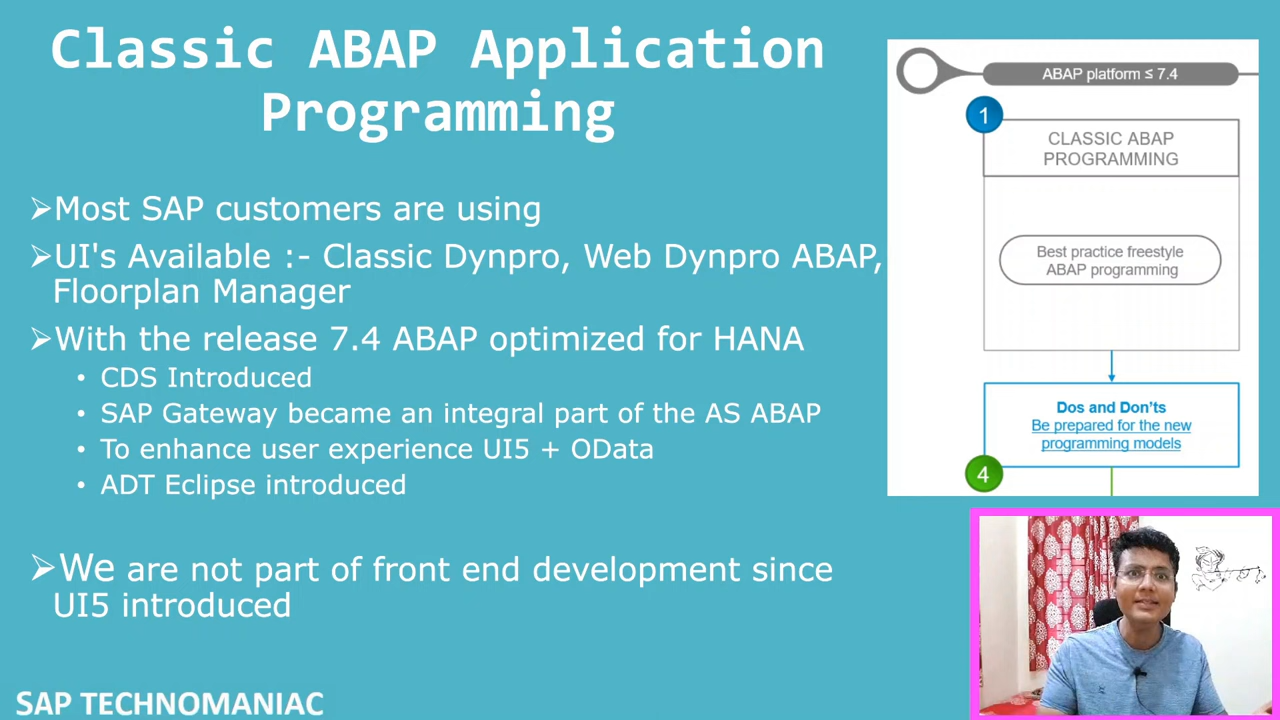 Classic ABAP Application
Programming
➢Most SAP customers are using
➢UI's Available :- Classic Dynpro, Web Dynpro ABAP,
Floorplan Manager
➢With the release 7.4 ABAP optimized for HANA
• CDS Introduced
• SAP Gateway became an integral part of the AS ABAP
• To enhance user experience UI5 + OData
• ADT Eclipse introduced
➢We are not part of front end development since
UI5 introduced
SAP TECHNOMANIAC
ABAP platform ≤ 7.4
1
CLASSIC ABAP
PROGRAMMING
Best practice freestyle
ABAP programming
Dos and Don'ts
Be prepared for the new
programming models
4